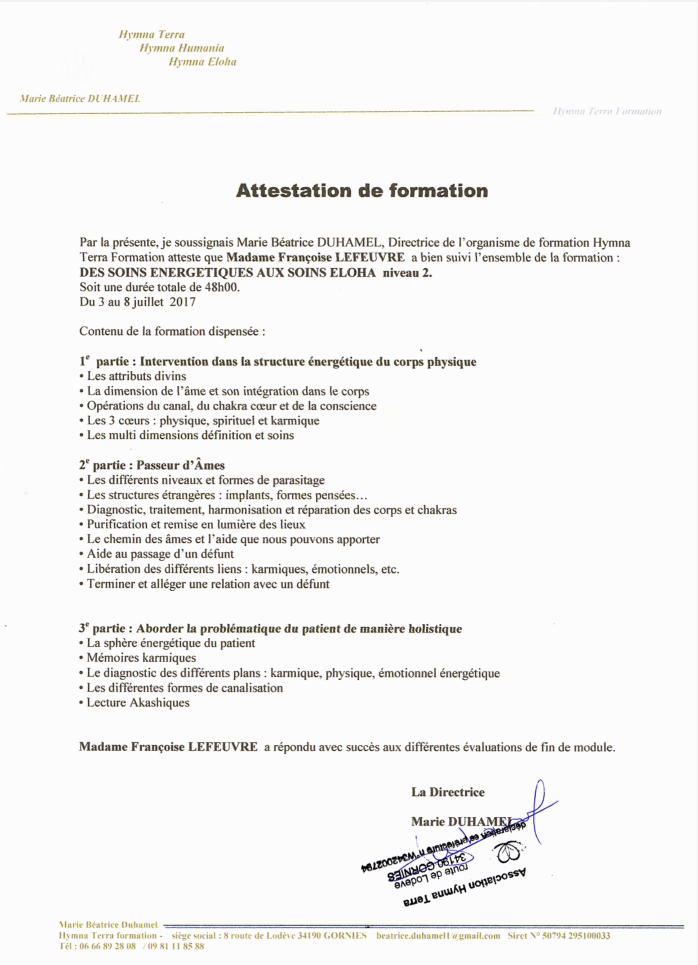 Hymna Terra
Hymna Humania
Hymna Eloha
Marie Béatrice DUHAMEL
Hymna Terra Formation
Attestation de formation
Par la présente, je soussignais Marie Béatrice DUHAMEL, Directrice de l'organisme de formation Hymna
Terra Formation atteste que Madame Françoise LEFEUVRE a bien suivi l'ensemble de la formation :
DES SOINS ENERGETIQUES AUX SOINS ELOHA niveau 2.
Soit une durée totale de 48h00.
Du 3 au 8 juillet 2017
Contenu de la formation dispensée :
1e partie : Intervention dans la structure énergétique du corps physique
• Les attributs divins
• La dimension de l'âme et son intégration dans le corps
• Opérations du canal, du chakra cœur et de la conscience
• Les 3 cœurs : physique, spirituel et karmique
• Les multi dimensions définition et soins
2e partie : Passeur d'Âmes
• Les différents niveaux et formes de parasitage
• Les structures étrangères : implants, formes pensées…
• Diagnostic, traitement, harmonisation et réparation des corps et chakras
• Purification et remise en lumière des lieux
• Le chemin des âmes et l'aide que nous pouvons apporter
• Aide au passage d'un défunt
• Libération des différents liens : karmiques, émotionnels, etc.
• Terminer et alléger une relation avec un défunt
3e partie : Aborder la problématique du patient de manière holistique
• La sphère énergétique du patient
• Mémoires karmiques
• Le diagnostic des différents plans : karmique, physique, émotionnel énergétique
• Les différentes formes de canalisation
• Lecture Akashiques
Madame Françoise LEFEUVRE a répondu avec succès aux différentes évaluations de fin de module.
La Directrice
Marie DUHAMEL
Association Hymna Terra
route de Lodève
34190 GORNIES
Marie Béatrice Duhamel
Hymna Terra formation - siège social : 8 route de Lodève 34190 GORNIES beatrice.duhamel1@gmail.com Siret N° 50794 295100033
Tél : 06 66 89 28 08 / 09 81 11 85 88